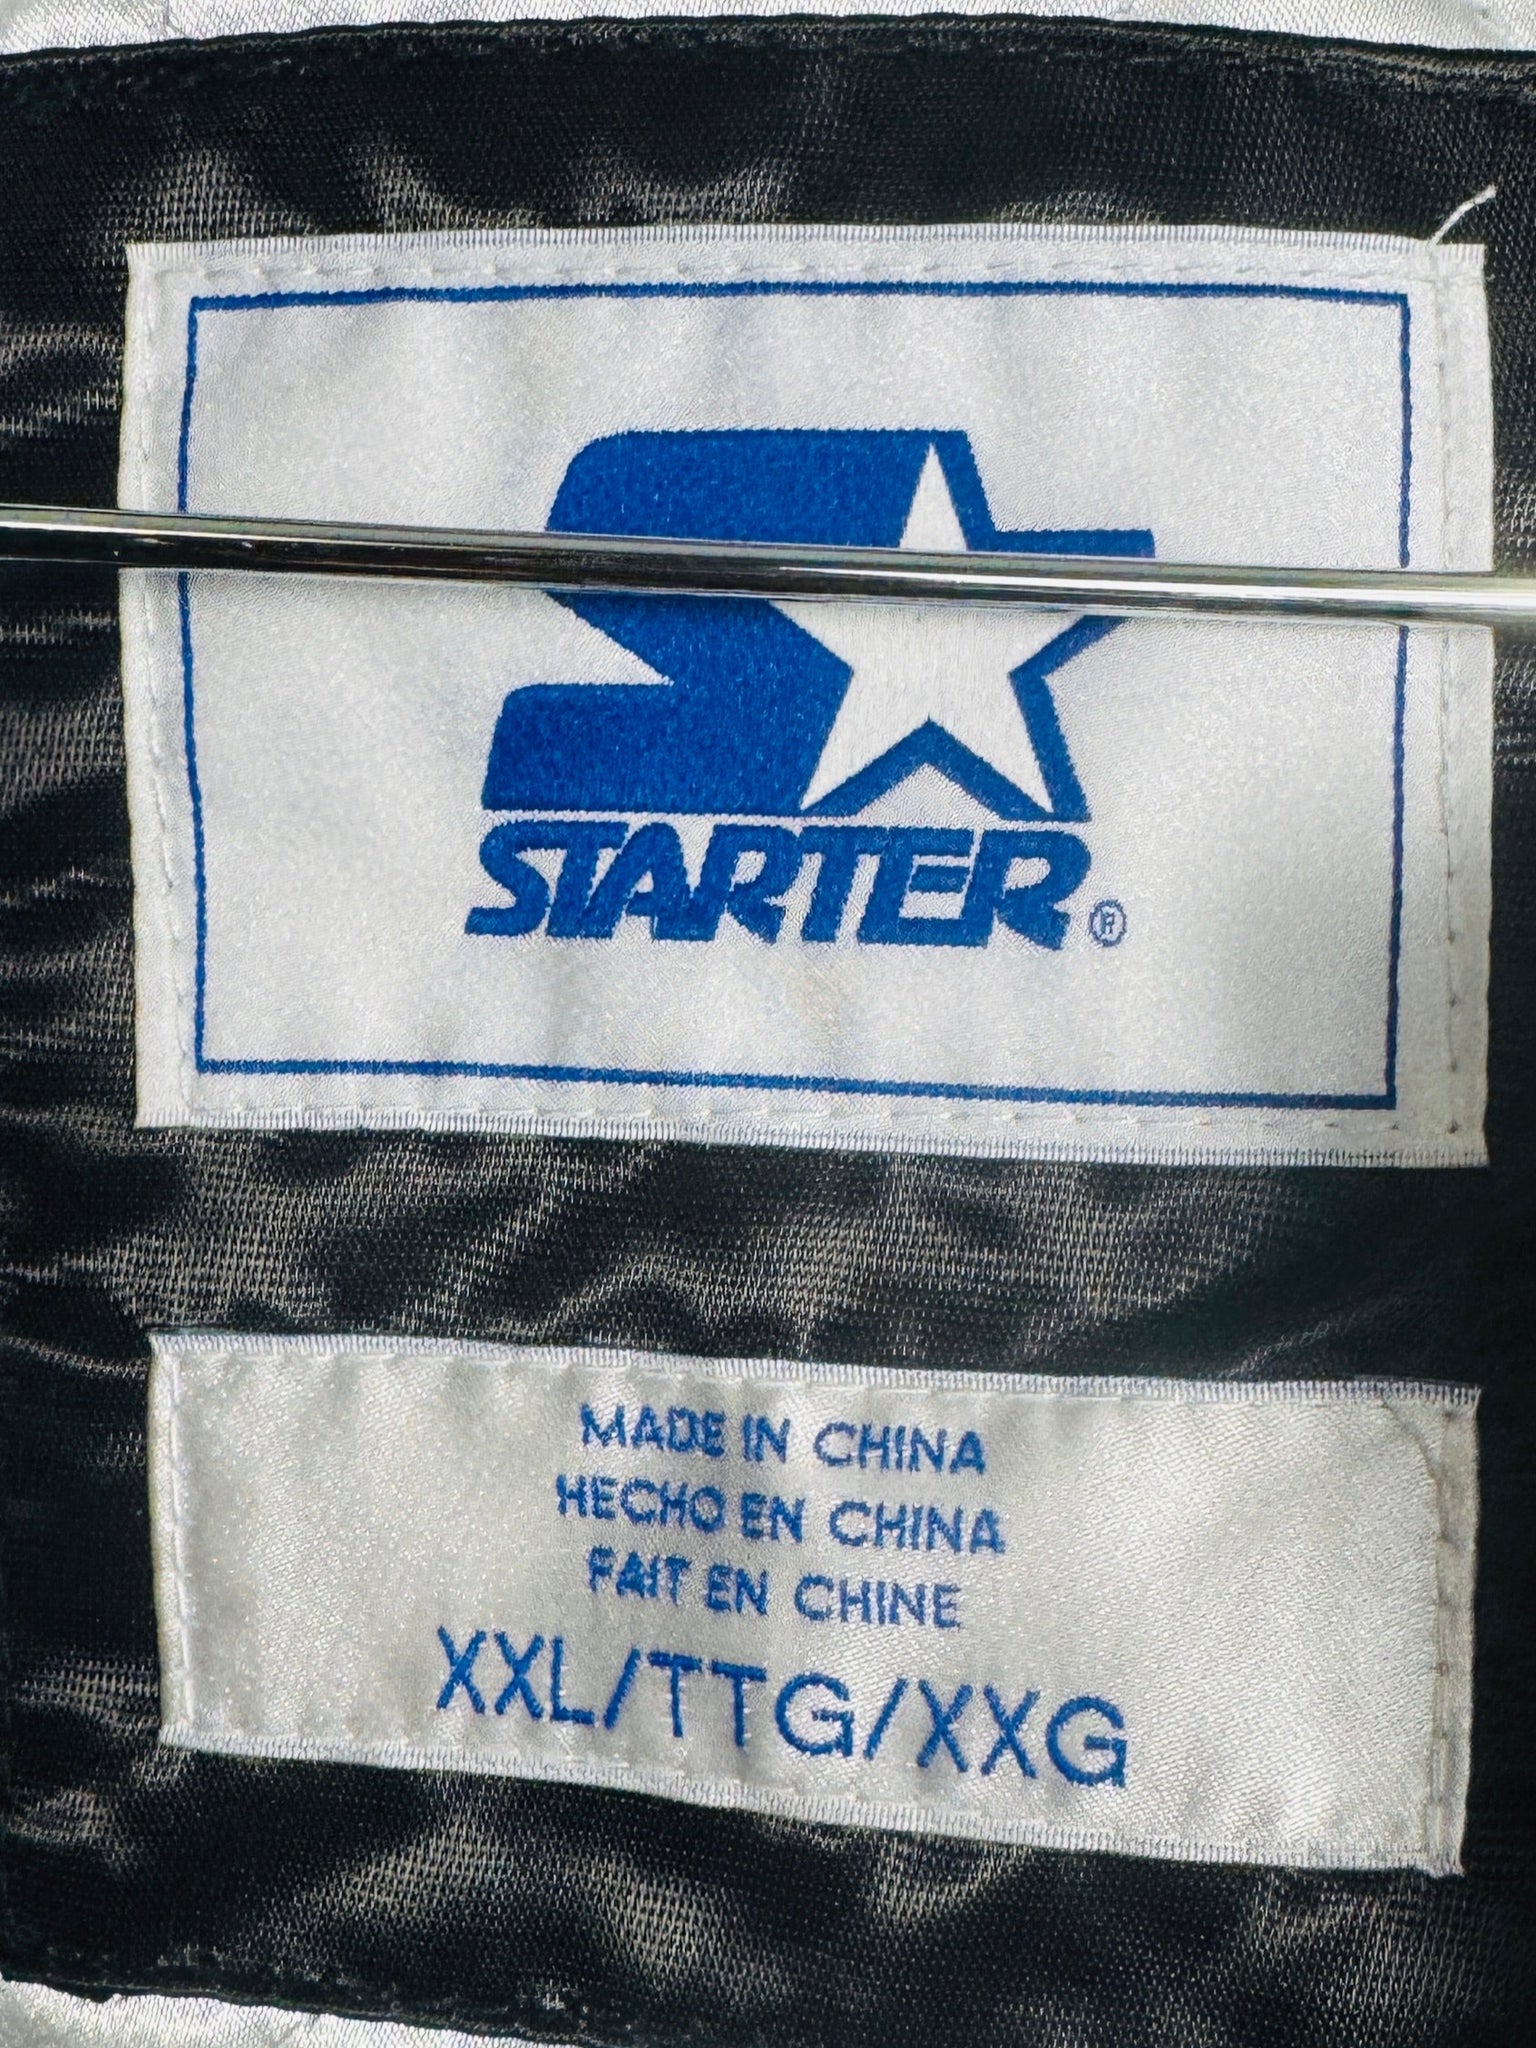 STARTER®
MADE IN CHINA
HECHO EN CHINA
FAIT EN CHINE
XXL/TTG/XXG